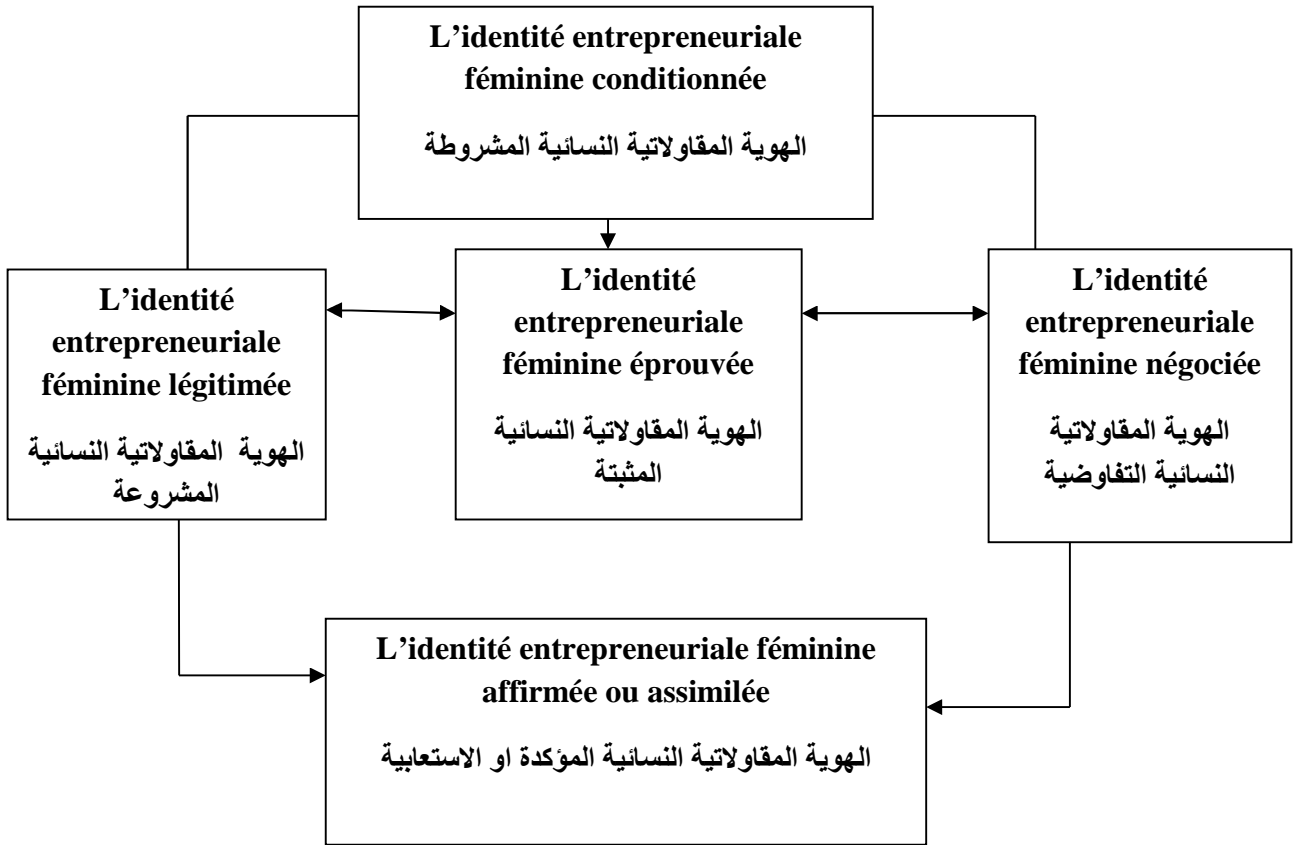 L’identité entrepreneuriale
féminine conditionnée
الهوية المقاولاتية النسائية المشروطة
L’identité
entrepreneuriale
féminine légitimée
الهوية المقاولاتية النسائية
المشروعة
L’identité
entrepreneuriale
féminine éprouvée
الهوية المقاولاتية النسائية
المثبتة
L’identité
entrepreneuriale
féminine négociée
الهوية المقاولاتية
النسائية التفاوضية
L’identité entrepreneuriale féminine
affirmée ou assimilée
الهوية المقاولاتية النسائية المؤكدة او الاستعابية